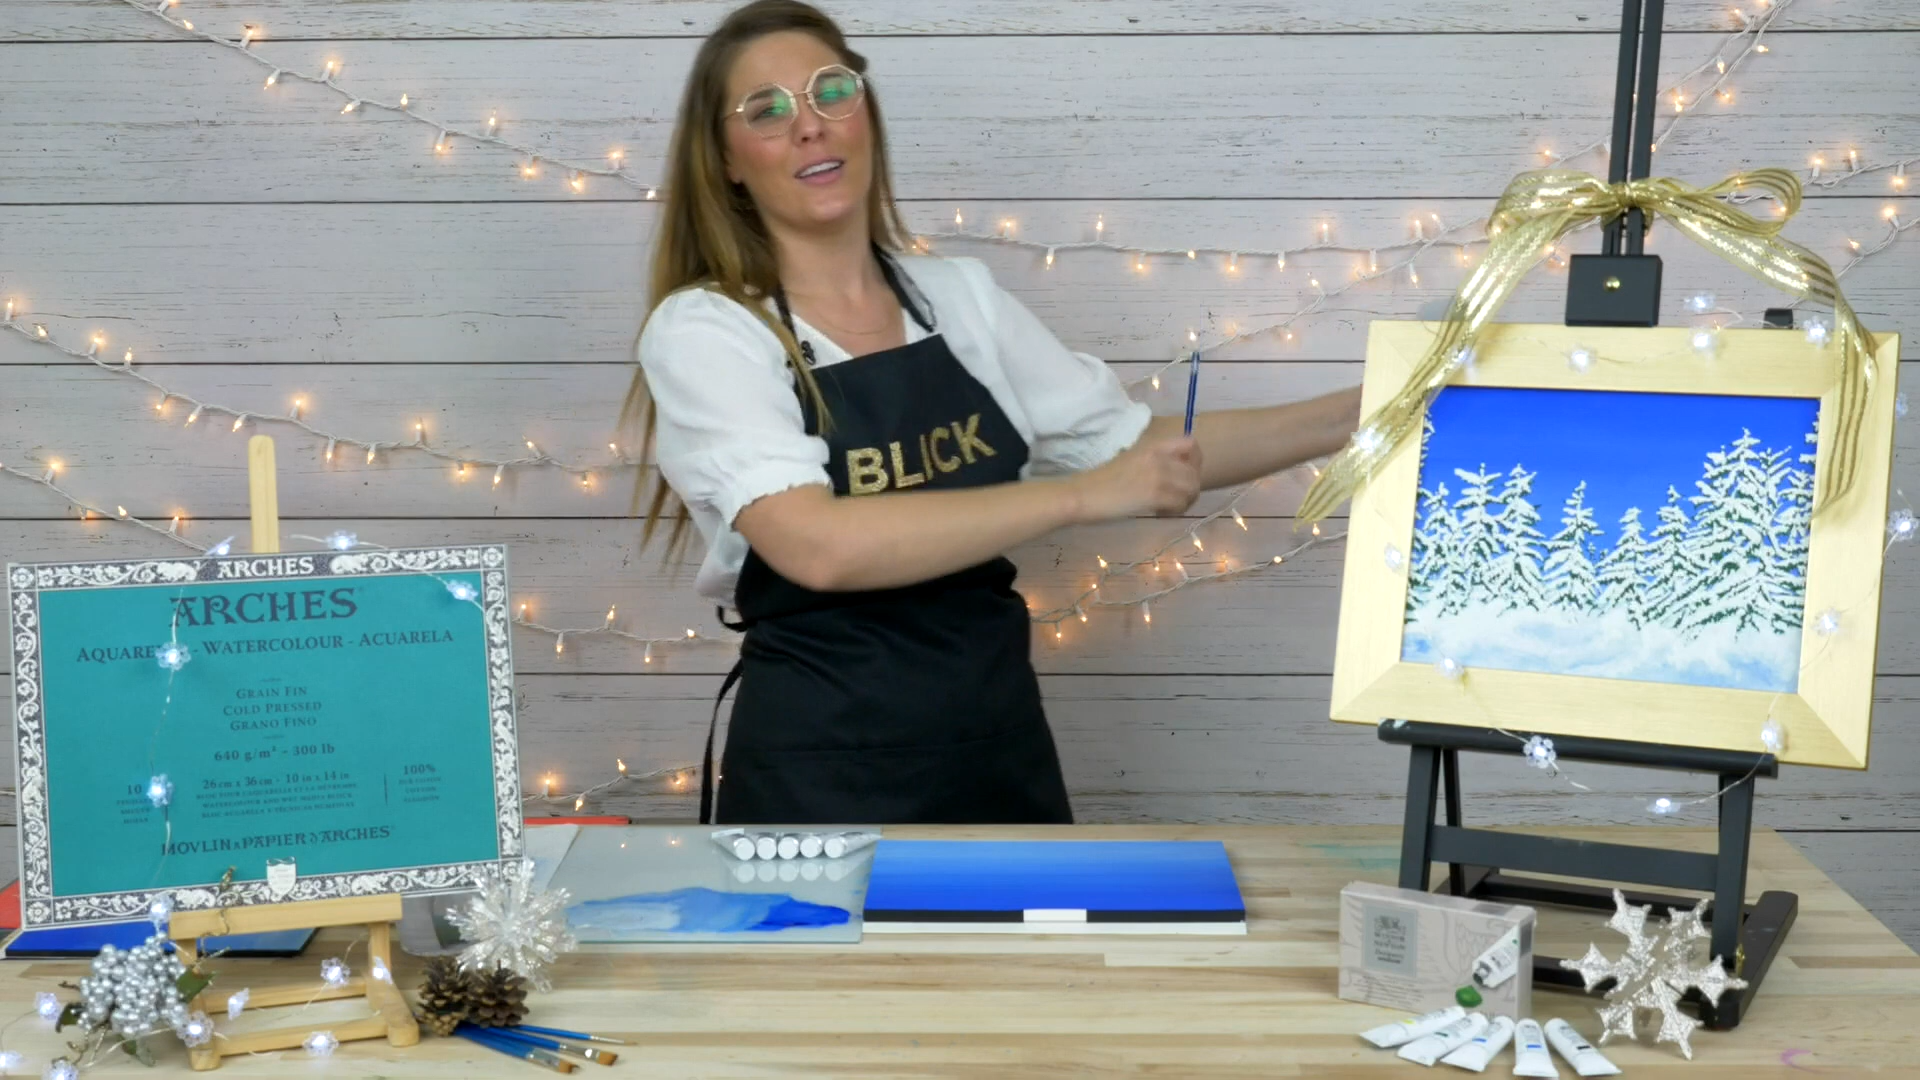 BLICK
ARCHES
ARCHES
AQUARE - WATERCOLOUR - ACUARELA
GRAIN FIN
COLD PRESSED
GRANO FINO
640 g/m² - 300 lb
26 cm x 36 cm - 10 in x 14 in
10
100%
MOVLIN & PAPIER D'ARCHES